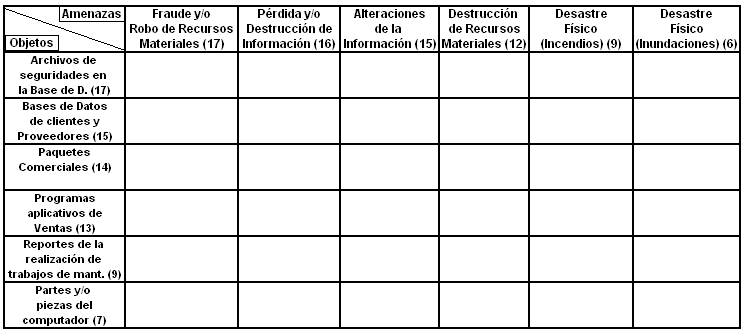 Amenazas
Objetos
Fraude y/o
Robo de Recursos
Materiales (17)
Pérdida y/o
Destrucción de
Información (16)
Alteraciones
de la
Información (15)
Destrucción
de Recursos
Materiales (12)
Desastre
Físico
(Incendios) (9)
Desastre
Físico
(Inundaciones) (6)
Archivos de
seguridades en
la Base de D. (17)
Bases de Datos
de clientes y
Proveedores (15)
Paquetes
Comerciales (14)
Programas
aplicativos de
Ventas (13)
Reportes de la
realización de
trabajos de mant. (9)
Partes y/o
piezas del
computador (7)